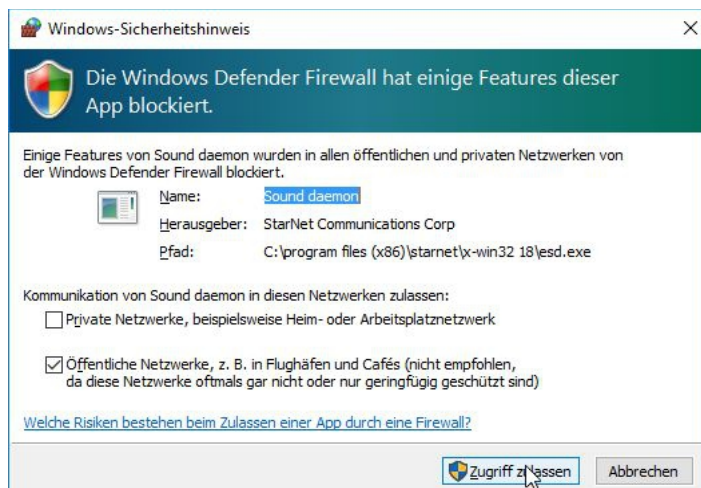 Windows-Sicherheitshinweis
Die Windows Defender Firewall hat einige Features dieser
App blockiert.
Einige Features von Sound daemon wurden in allen öffentlichen und privaten Netzwerken von
der Windows Defender Firewall blockiert.
Name: Sound daemon
Herausgeber: StarNet Communications Corp
Pfad: C:\program files (x86)\starnet\x-win32 18\esd.exe
Kommunikation von Sound daemon in diesen Netzwerken zulassen:
Private Netzwerke, beispielsweise Heim- oder Arbeitsplatznetzwerk
Öffentliche Netzwerke, z. B. in Flughäfen und Cafés (nicht empfohlen,
da diese Netzwerke oftmals gar nicht oder nur geringfügig geschützt sind)
Welche Risiken bestehen beim Zulassen einer App durch eine Firewall?
Zugriff zulassen Abbrechen